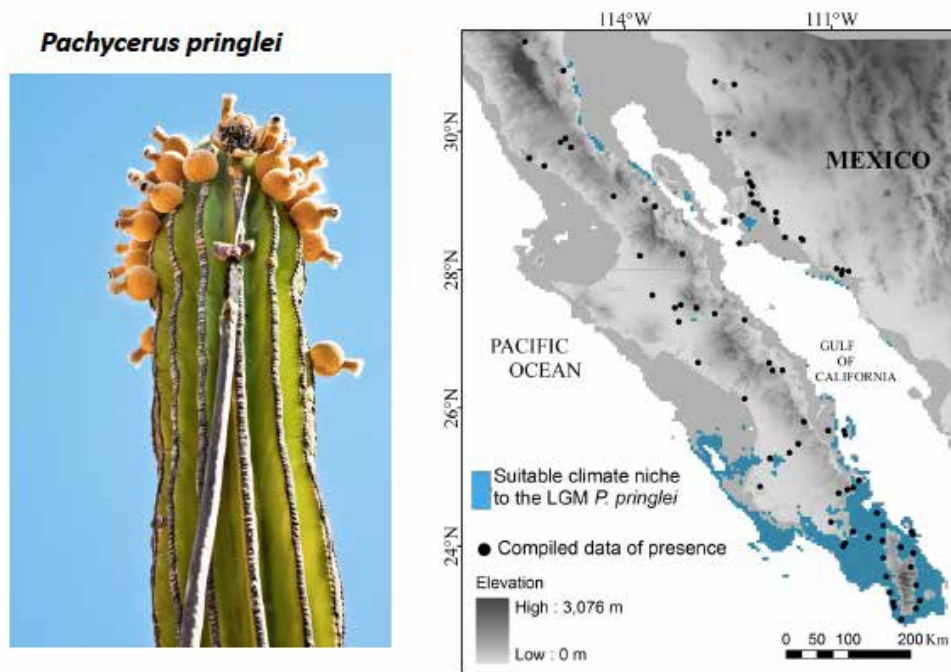 Pachycerus pringlei
114°W
111°W
30°N
28°N
26°N
24°N
MEXICO
PACIFIC
OCEAN
GULF
OF
CALIFORNIA
Suitable climate niche
to the LGM P. pringlei
Compiled data of presence
Elevation
High : 3,076 m
Low : 0 m
0 50 100 200 Km